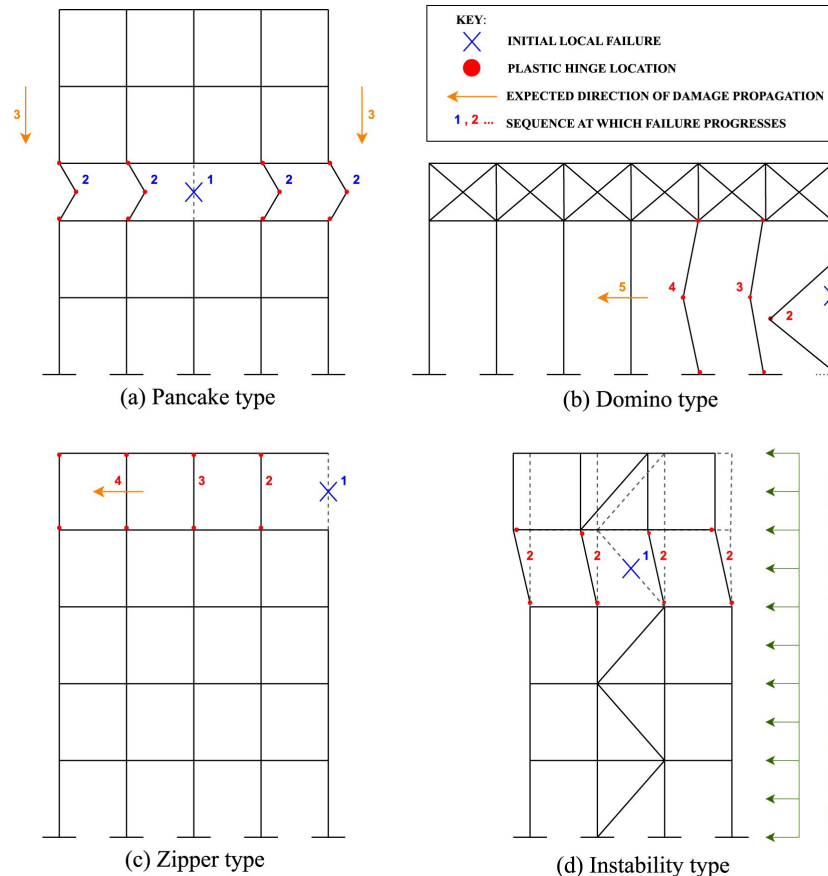 KEY:
INITIAL LOCAL FAILURE
PLASTIC HINGE LOCATION
EXPECTED DIRECTION OF DAMAGE PROPAGATION
1 , 2 ... SEQUENCE AT WHICH FAILURE PROGRESSES
3 3
2 2 1 2 2
(a) Pancake type
5 4 3 2
(b) Domino type
4 3 2 1
(c) Zipper type
2 2 1 2 2
(d) Instability type